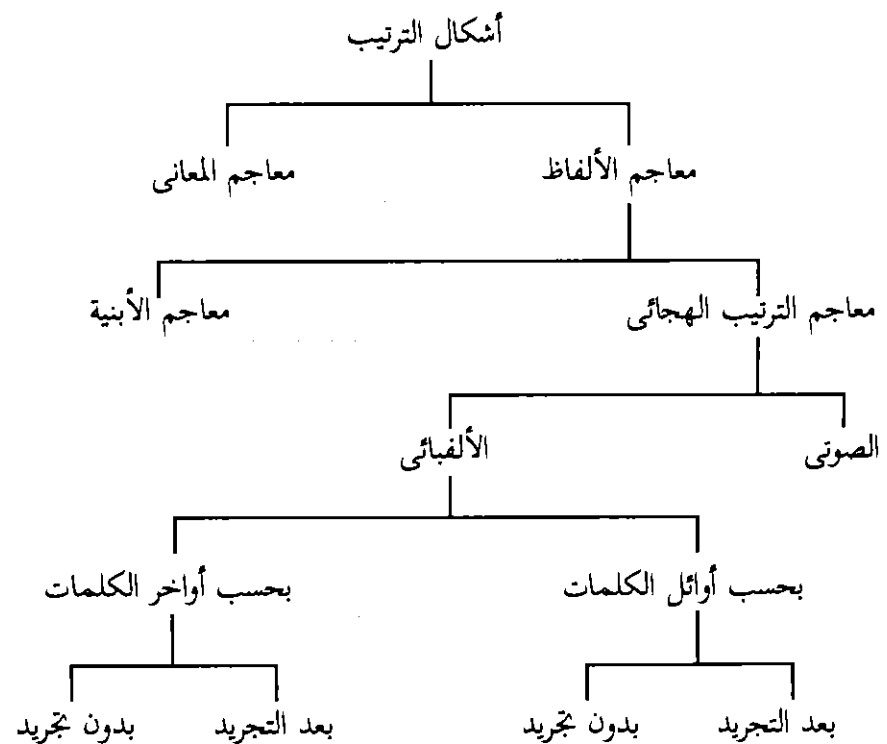 أشكال الترتيب
معاجم الألفاظ معاجم المعانى
معاجم الترتيب الهجائى معاجم الأبنية
الصوتى الألفبائى
بحسب أوائل الكلمات بحسب أواخر الكلمات
بعد التجريد بدون تجريد بعد التجريد بدون تجريد